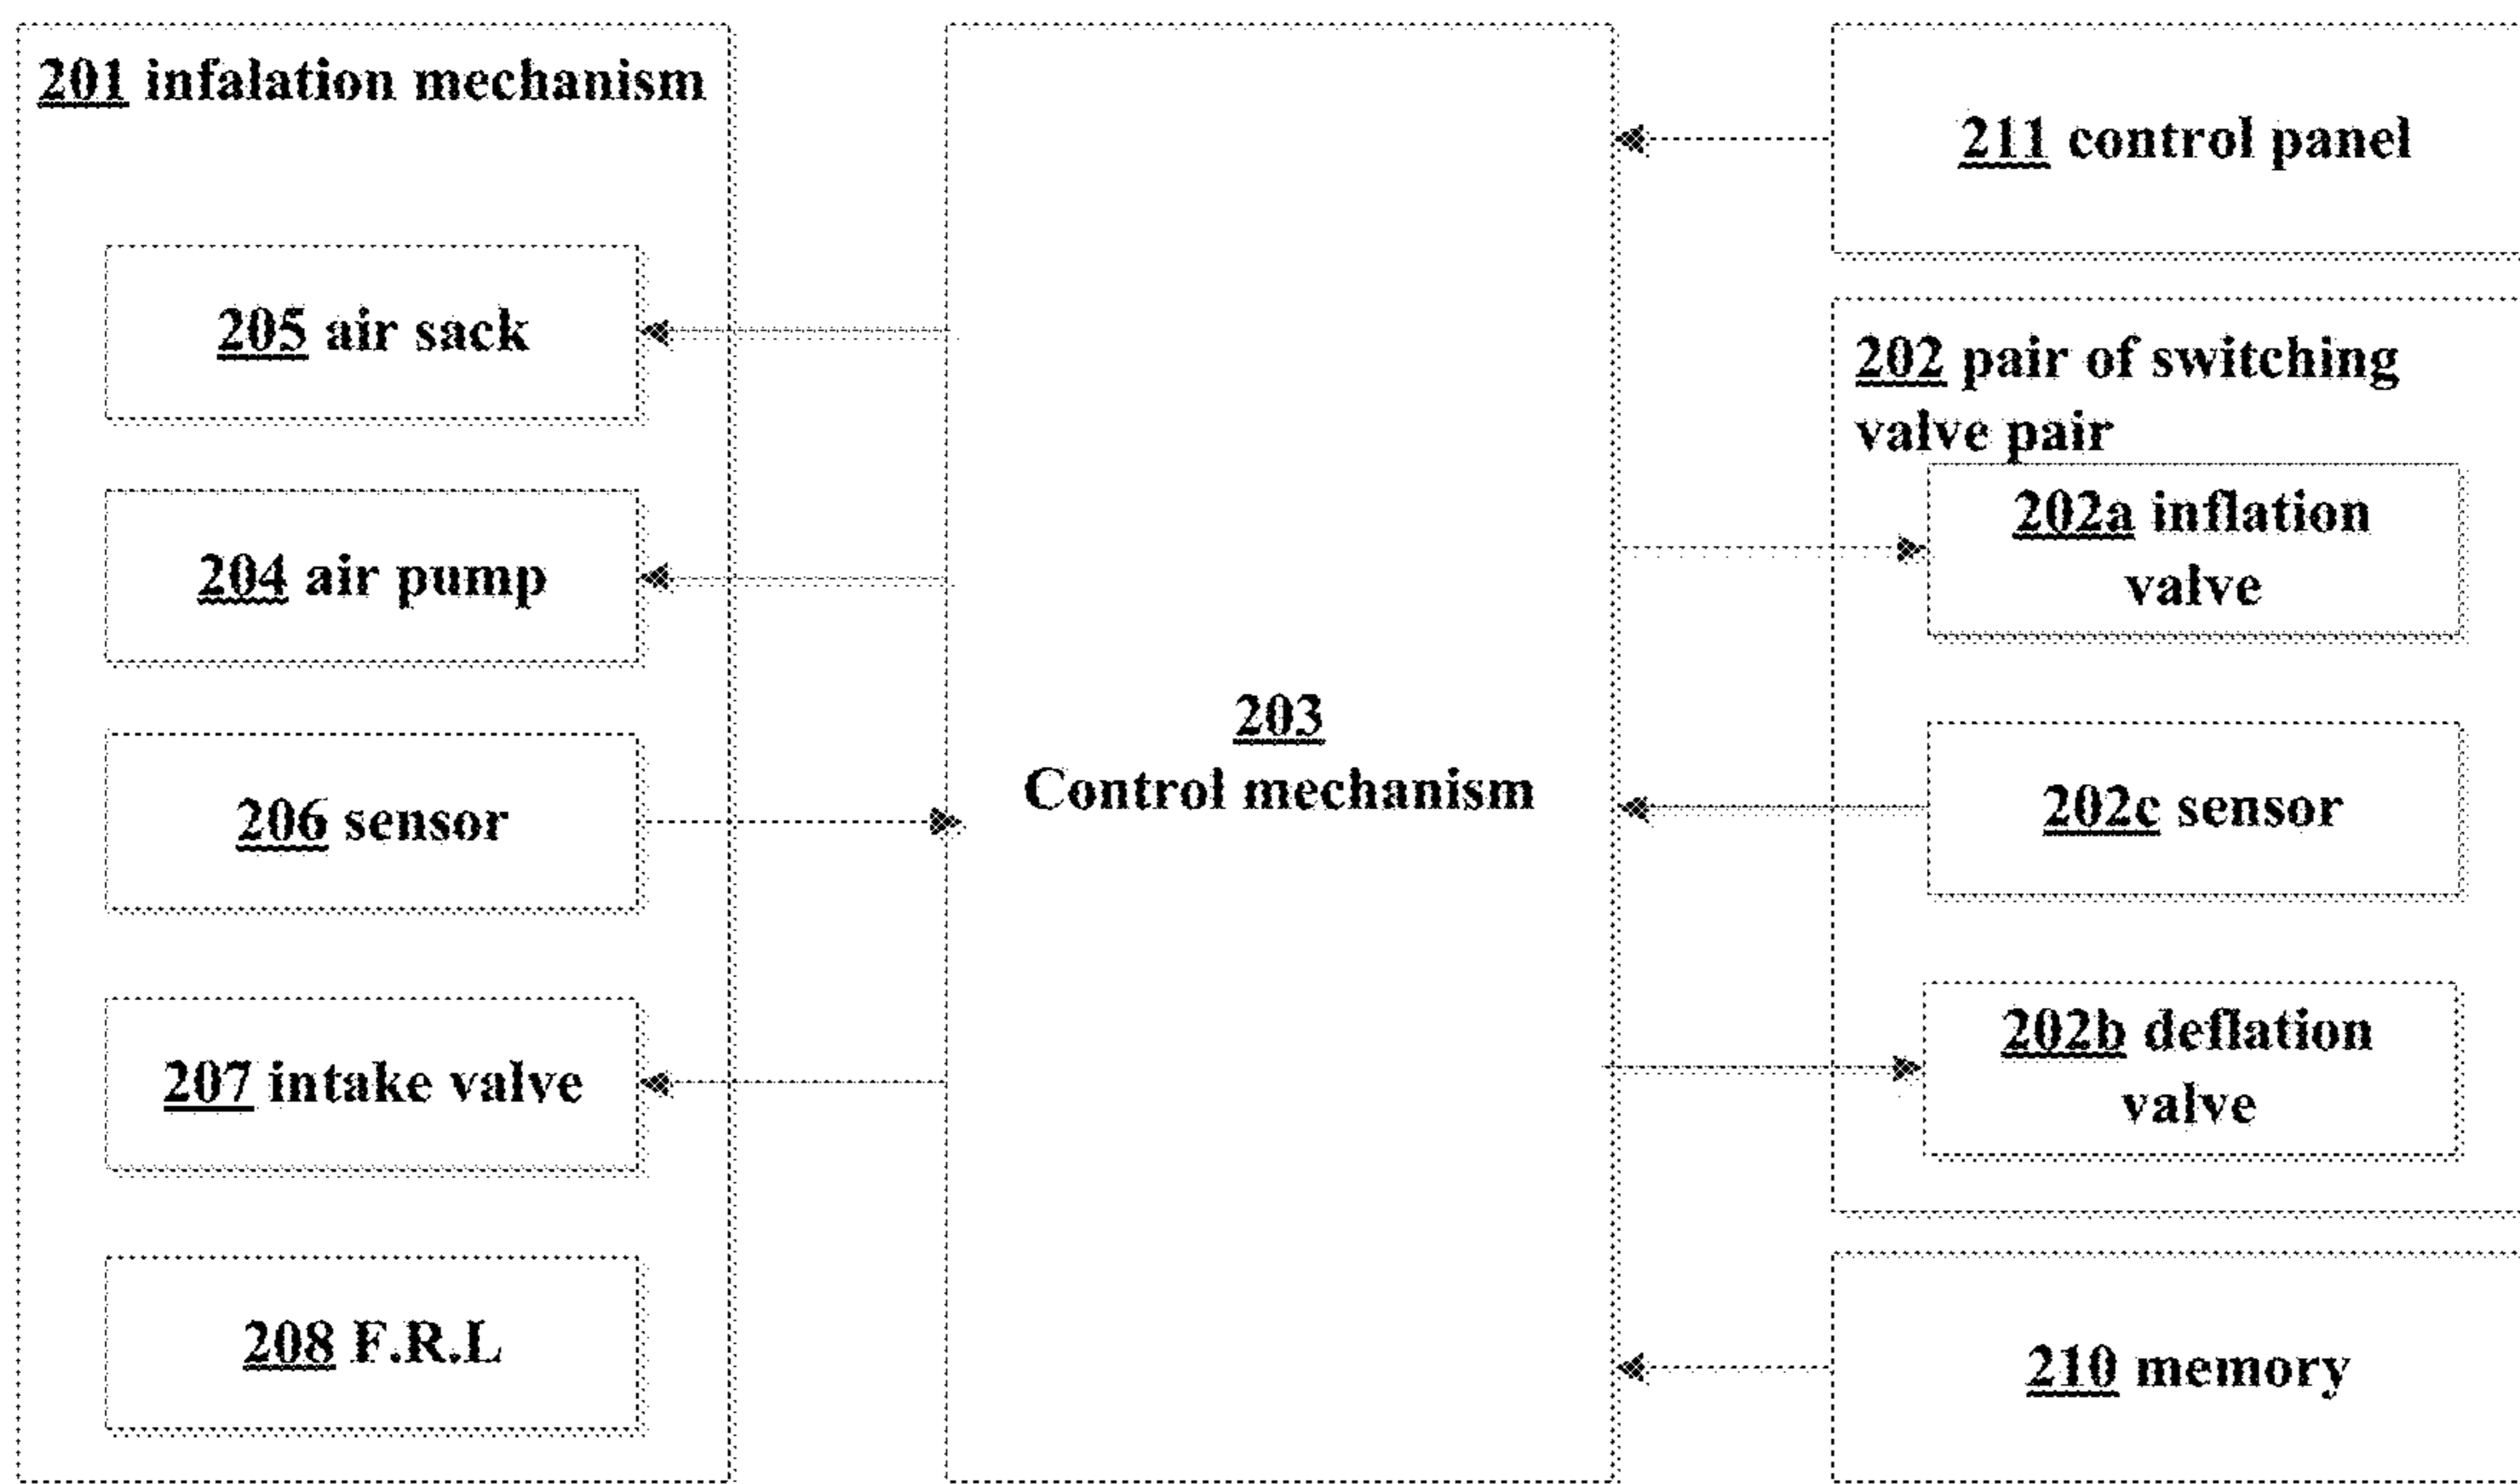 201 infalation mechanism
205 air sack
204 air pump
206 sensor
207 intake valve
208 F.R.L
203
Control mechanism
211 control panel
202 pair of switching
valve pair
202a inflation
valve
202c sensor
202b deflation
valve
210 memory